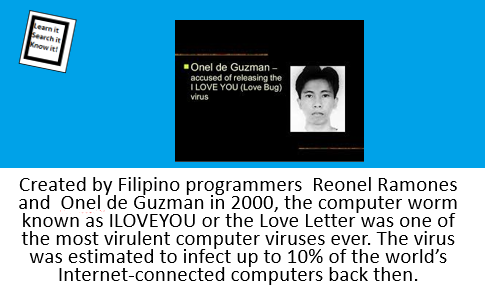 Learn it
Search it
Know it!
Onel de Guzman –
accused of releasing the
I LOVE YOU (Love Bug)
virus
Created by Filipino programmers  Reonel Ramones
and  Onel de Guzman in 2000, the computer worm
known as ILOVEYOU or the Love Letter was one of
the most virulent computer viruses ever. The virus
was estimated to infect up to 10% of the world’s
Internet-connected computers back then.